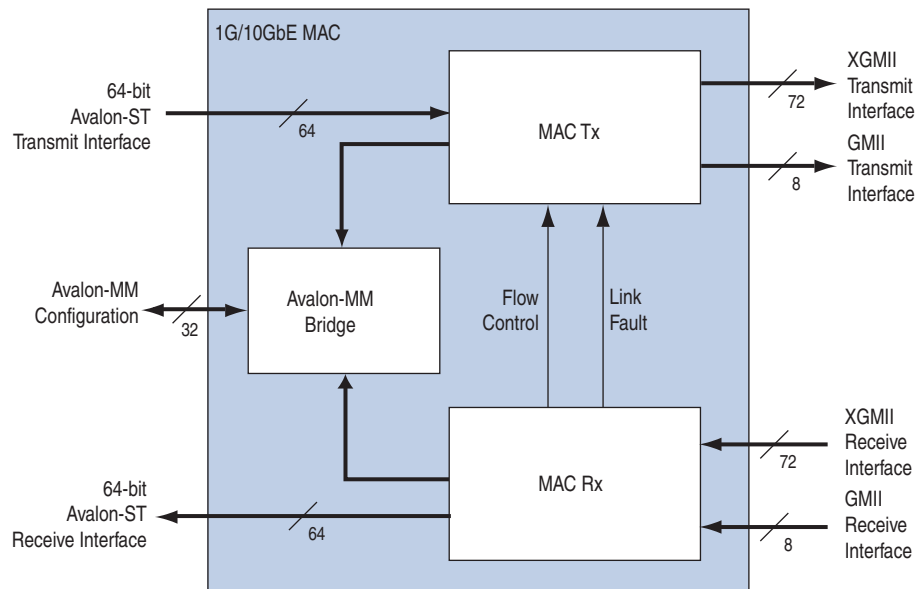 1G/10GbE MAC
64-bit
Avalon-ST
Transmit Interface
64
MAC Tx
72
XGMII
Transmit
Interface
8
GMII
Transmit
Interface
Avalon-MM
Configuration
32
Avalon-MM
Bridge
Flow
Control
Link
Fault
64-bit
Avalon-ST
Receive Interface
64
MAC Rx
72
XGMII
Receive
Interface
8
GMII
Receive
Interface